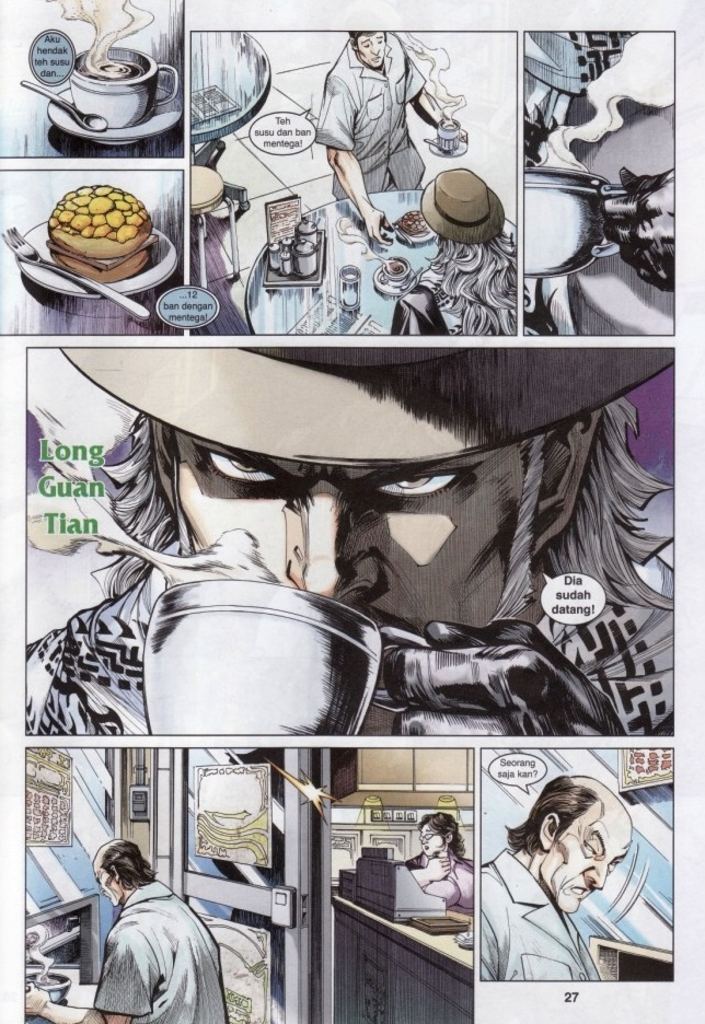 Aku
hendak
teh susu
dan...
...12
ban dengan
mentega!
Teh
susu dan ban
mentega!
Long
Guan
Tian
Dia
sudah
datang!
Seorang
saja kan?
27